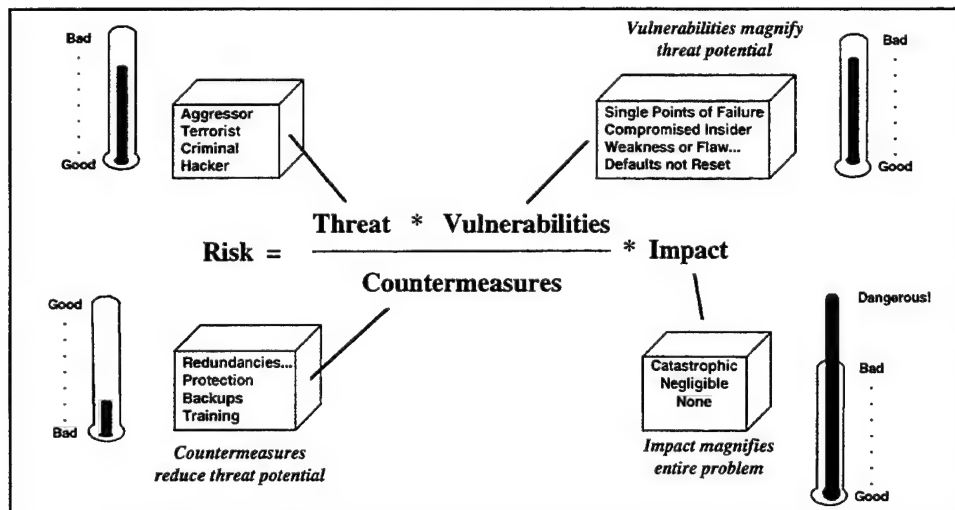 Bad
Good
Aggressor
Terrorist
Criminal
Hacker
Vulnerabilities magnify
threat potential
Single Points of Failure
Compromised Insider
Weakness or Flaw...
Defaults not Reset
Bad
Good
Threat * Vulnerabilities
Risk =
* Impact
Countermeasures
Good
Bad
Redundancies...
Protection
Backups
Training
Countermeasures
reduce threat potential
Catastrophic
Negligible
None
Impact magnifies
entire problem
Dangerous!
Bad
Good